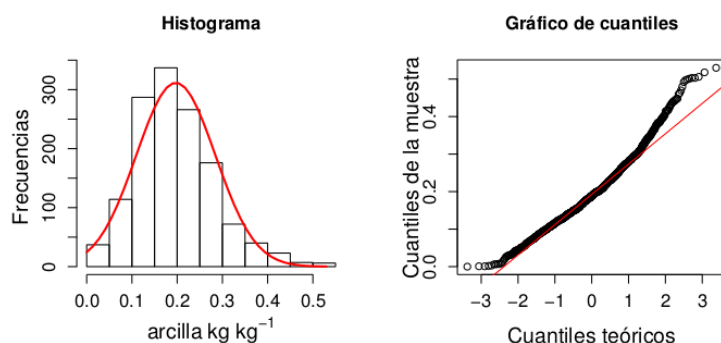 Histograma
Frecuencias
0 100 300
0.0 0.1 0.2 0.3 0.4 0.5
arcilla kg kg⁻¹
Gráfico de cuantiles
Cuantiles de la muestra
0.0 0.2 0.4
−3 −2 −1 0 1 2 3
Cuantiles teóricos